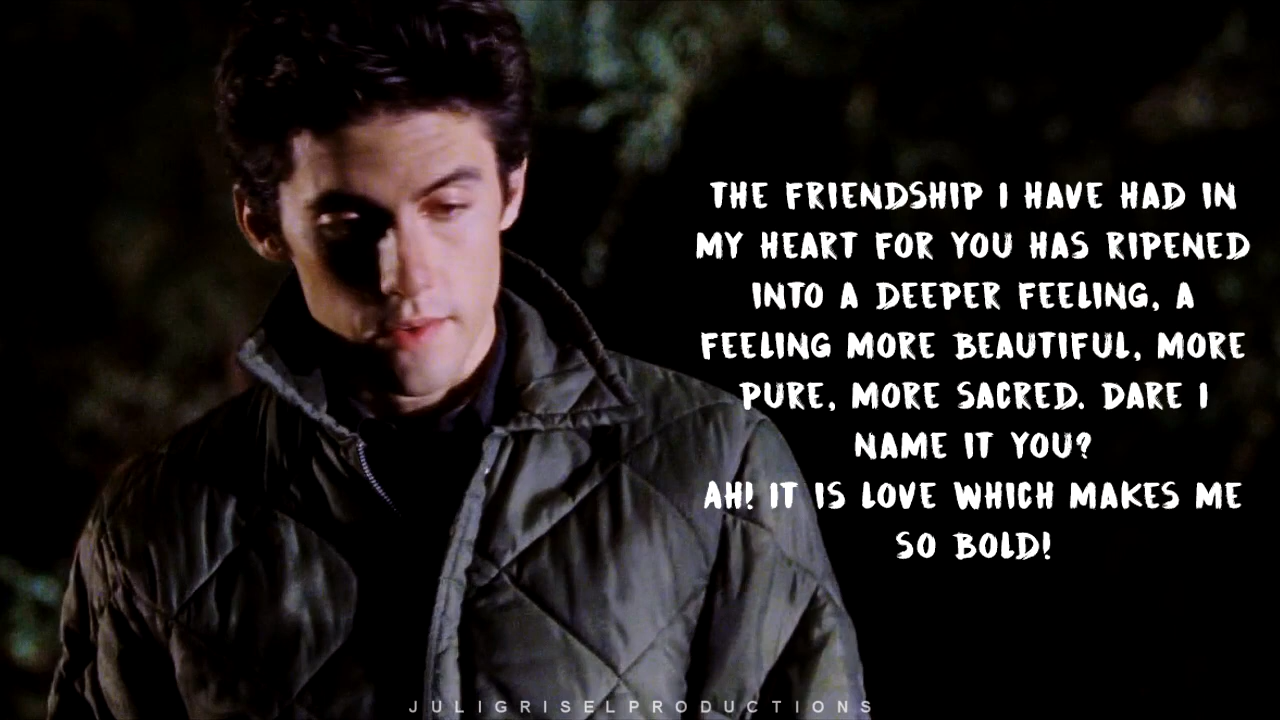 THE FRIENDSHIP I HAVE HAD IN
MY HEART FOR YOU HAS RIPENED
INTO A DEEPER FEELING, A
FEELING MORE BEAUTIFUL, MORE
PURE, MORE SACRED. DARE I
NAME IT YOU?
AH! IT IS LOVE WHICH MAKES ME
SO BOLD!
JULIGRISELPRODUCTIONS